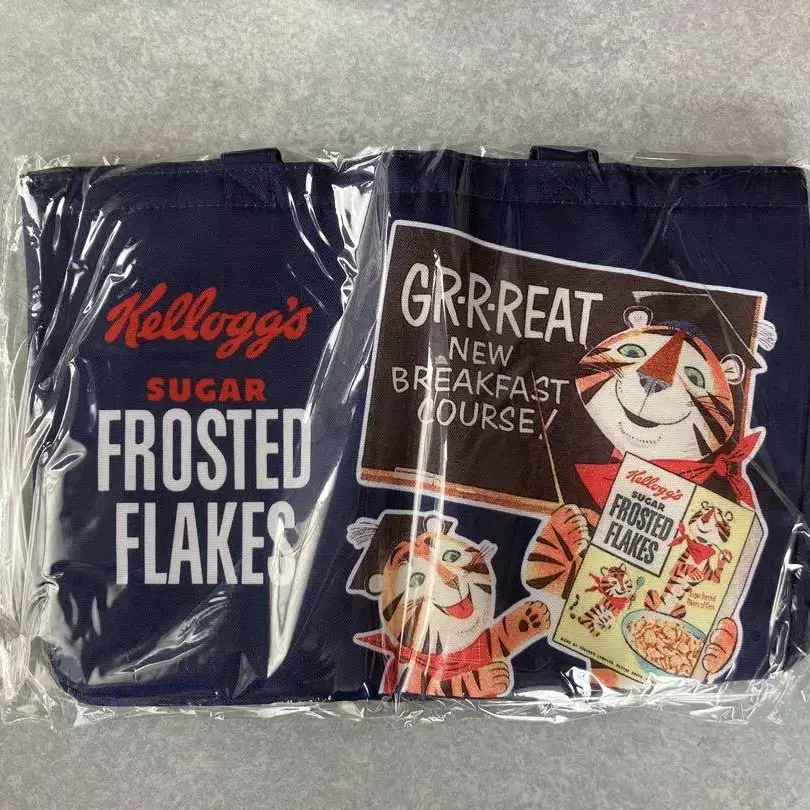 Kellogg's
SUGAR
FROSTED
FLAKES
GR-R-REAT
NEW
BREAKFAST
COURSE!
Kellogg's
SUGAR
FROSTED
FLAKES